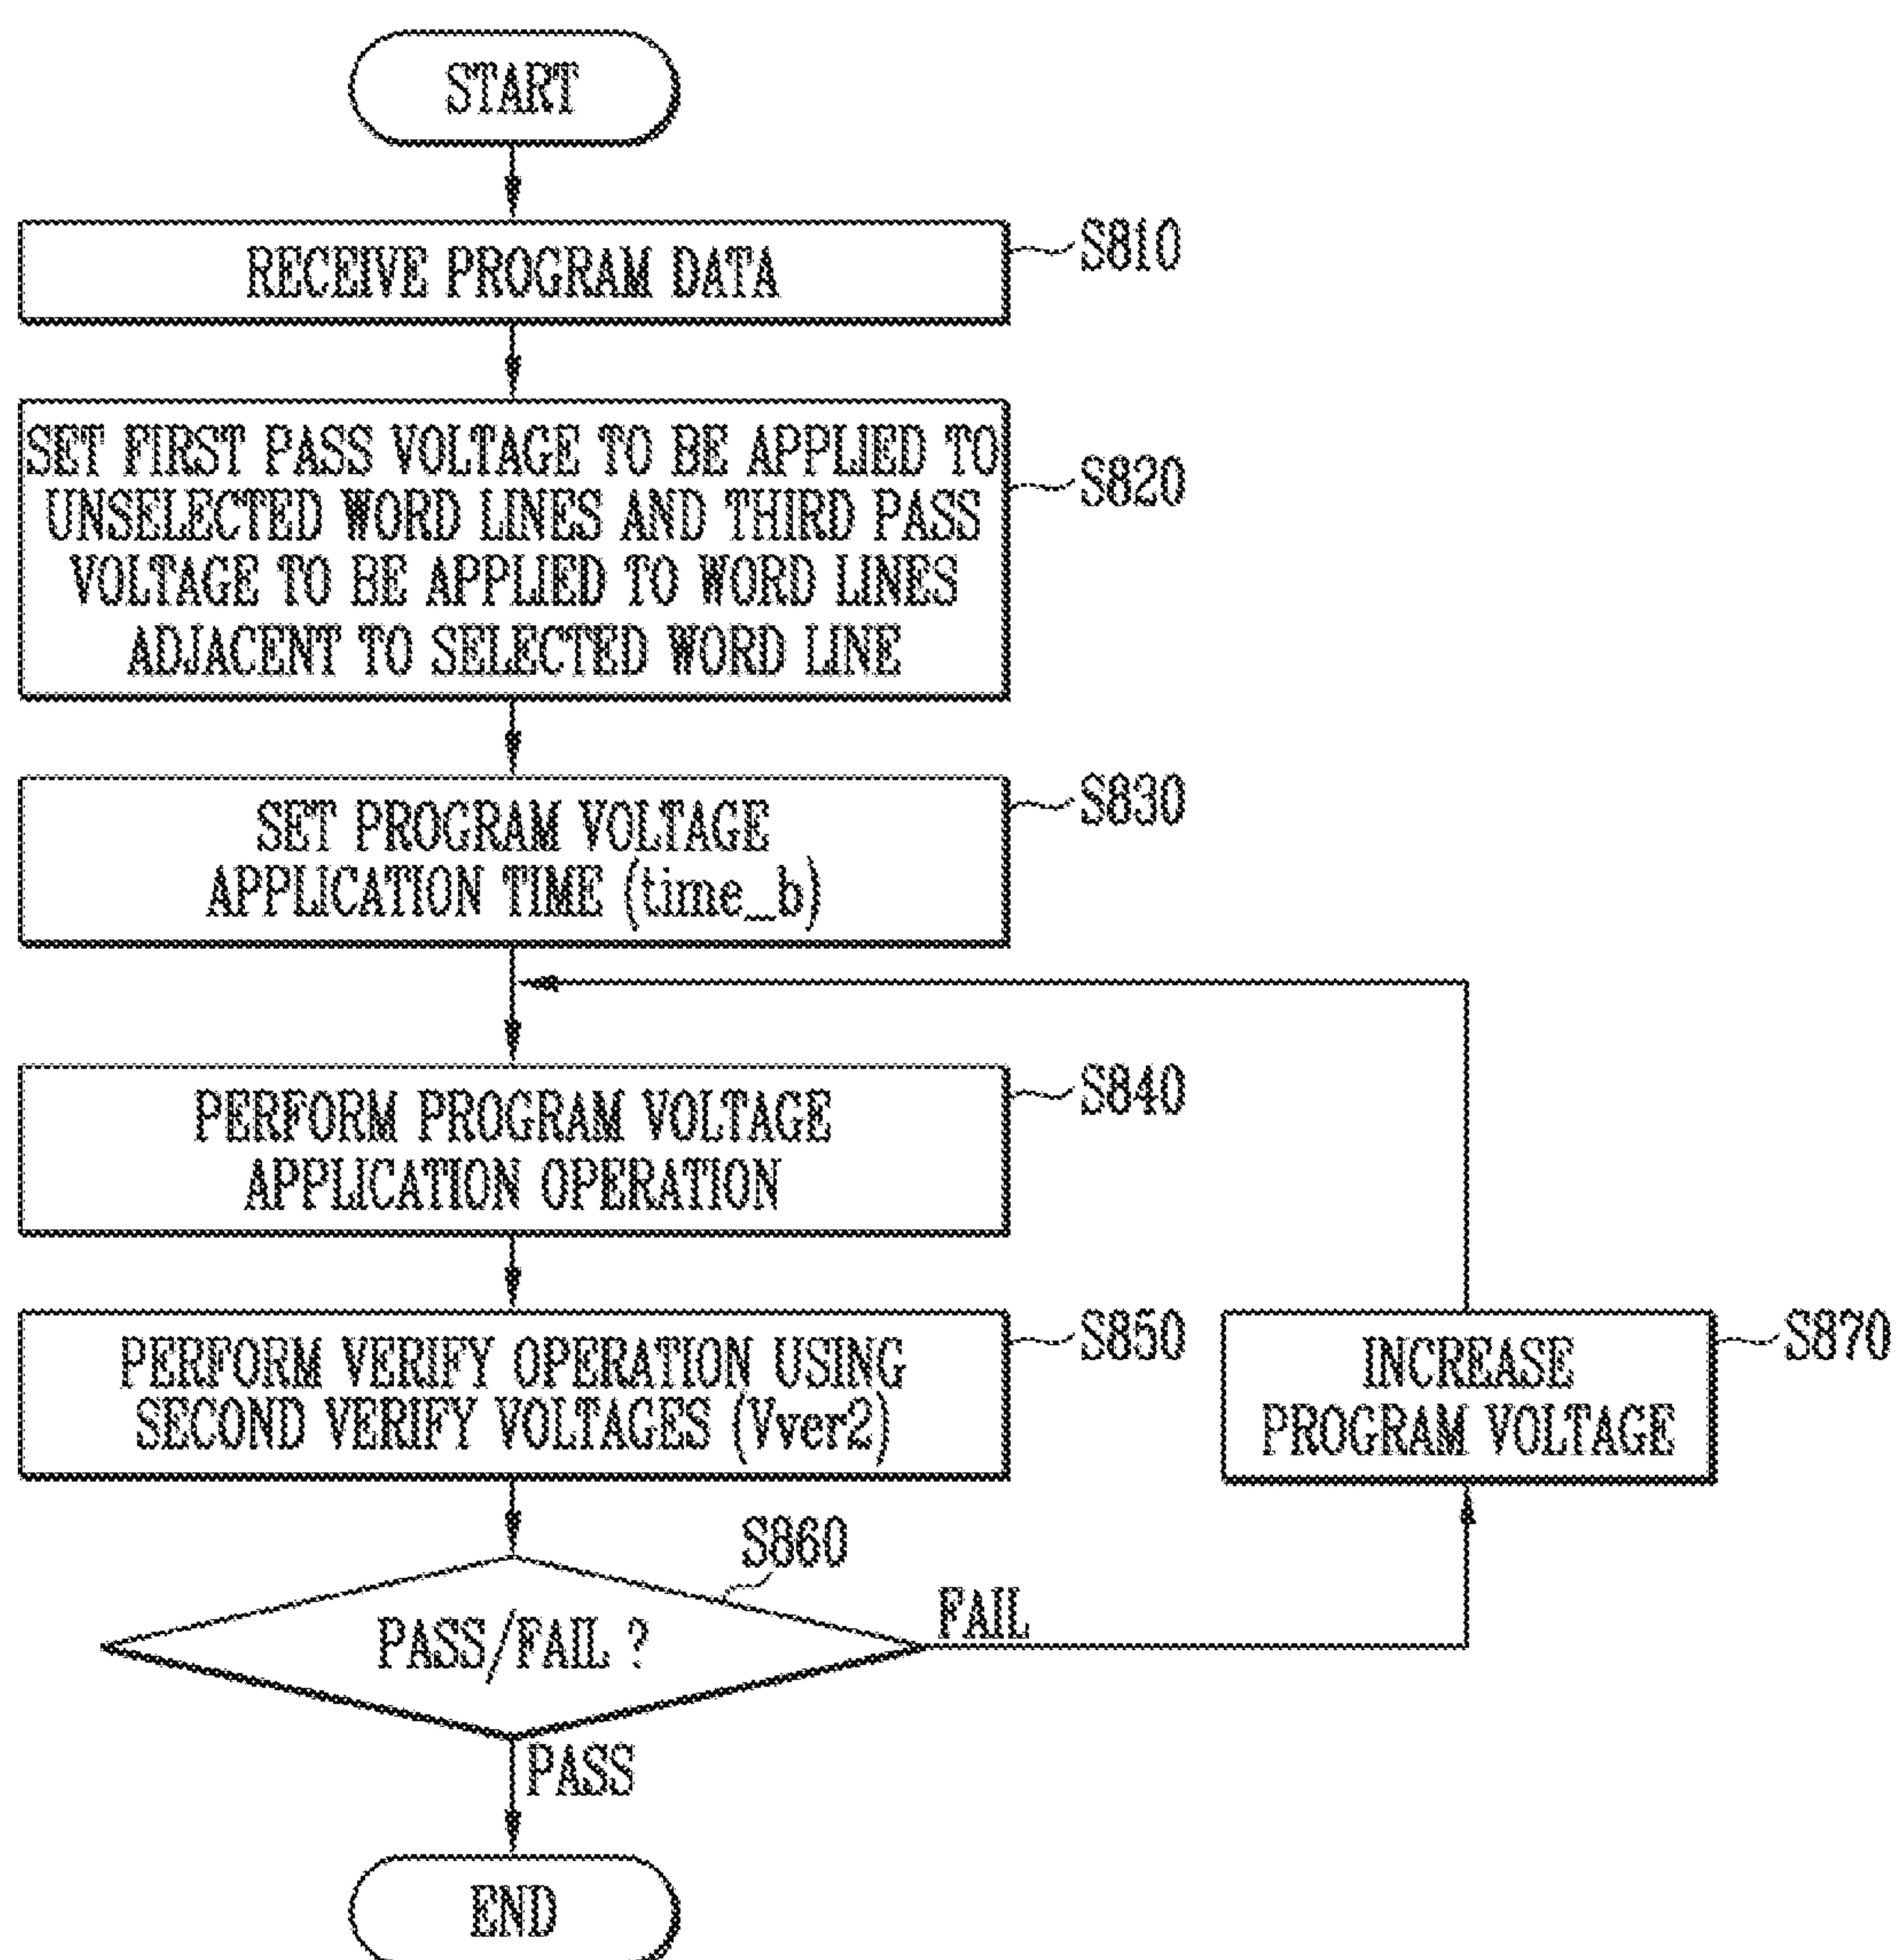 START
RECEIVE PROGRAM DATA
S810
SET FIRST PASS VOLTAGE TO BE APPLIED TO
UNSELECTED WORD LINES AND THIRD PASS
VOLTAGE TO BE APPLIED TO WORD LINES
ADJACENT TO SELECTED WORD LINE
S820
SET PROGRAM VOLTAGE
APPLICATION TIME (time_b)
S830
PERFORM PROGRAM VOLTAGE
APPLICATION OPERATION
S840
PERFORM VERIFY OPERATION USING
SECOND VERIFY VOLTAGES (Vver2)
S850
INCREASE
PROGRAM VOLTAGE
S870
S860
PASS/FAIL ?
FAIL
PASS
END